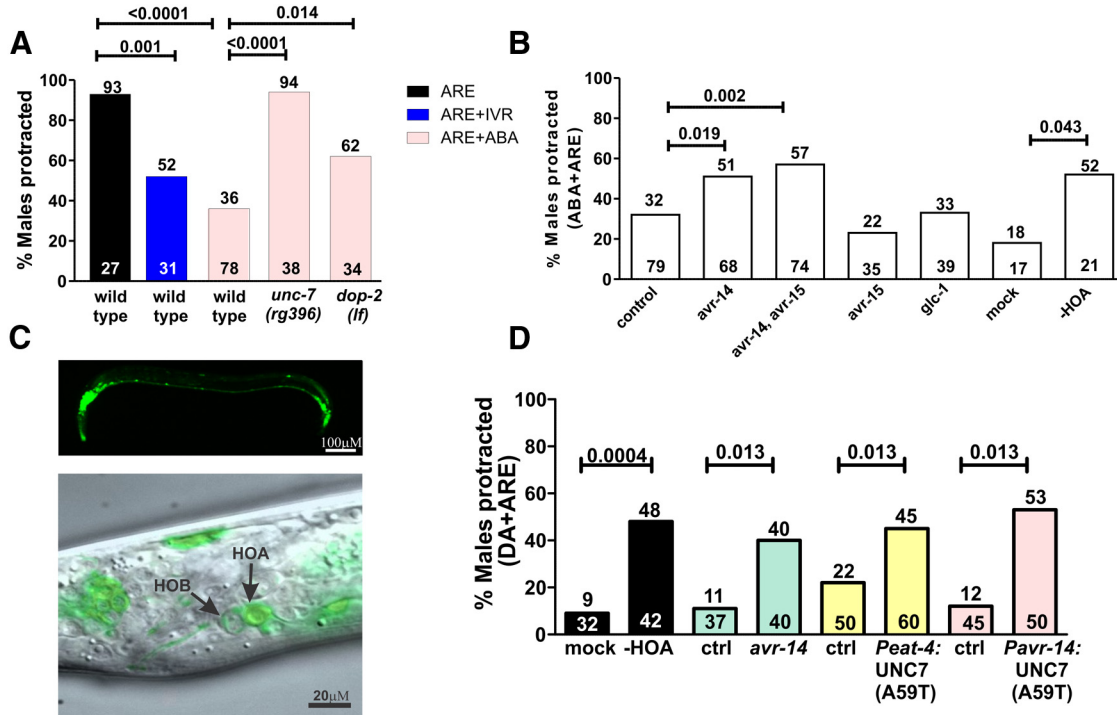 A
<0.0001
0.014
0.001
<0.0001
% Males protracted
100
80
60
40
20
0
93
52
36
94
62
27
31
78
38
34
wild type
wild type
wild type
unc-7 (rg396)
dop-2 (lf)
ARE
ARE+IVR
ARE+ABA
B
% Males protracted
(ABA+ARE)
100
80
60
40
20
0
0.002
0.019
0.043
32
51
57
22
33
18
52
79
68
74
35
39
17
21
control
avr-14
avr-14, avr-15
avr-15
glc-1
mock
-HOA
C
100µM
HOA
HOB
20µM
D
% Males protracted
(DA+ARE)
100
80
60
40
20
0
0.0004
0.013
0.013
0.013
9
48
11
40
22
45
12
53
32
42
37
40
50
60
45
50
mock
-HOA
ctrl
avr-14
ctrl
Peat-4:
UNC7
(A59T)
ctrl
Pavr-14:
UNC7
(A59T)